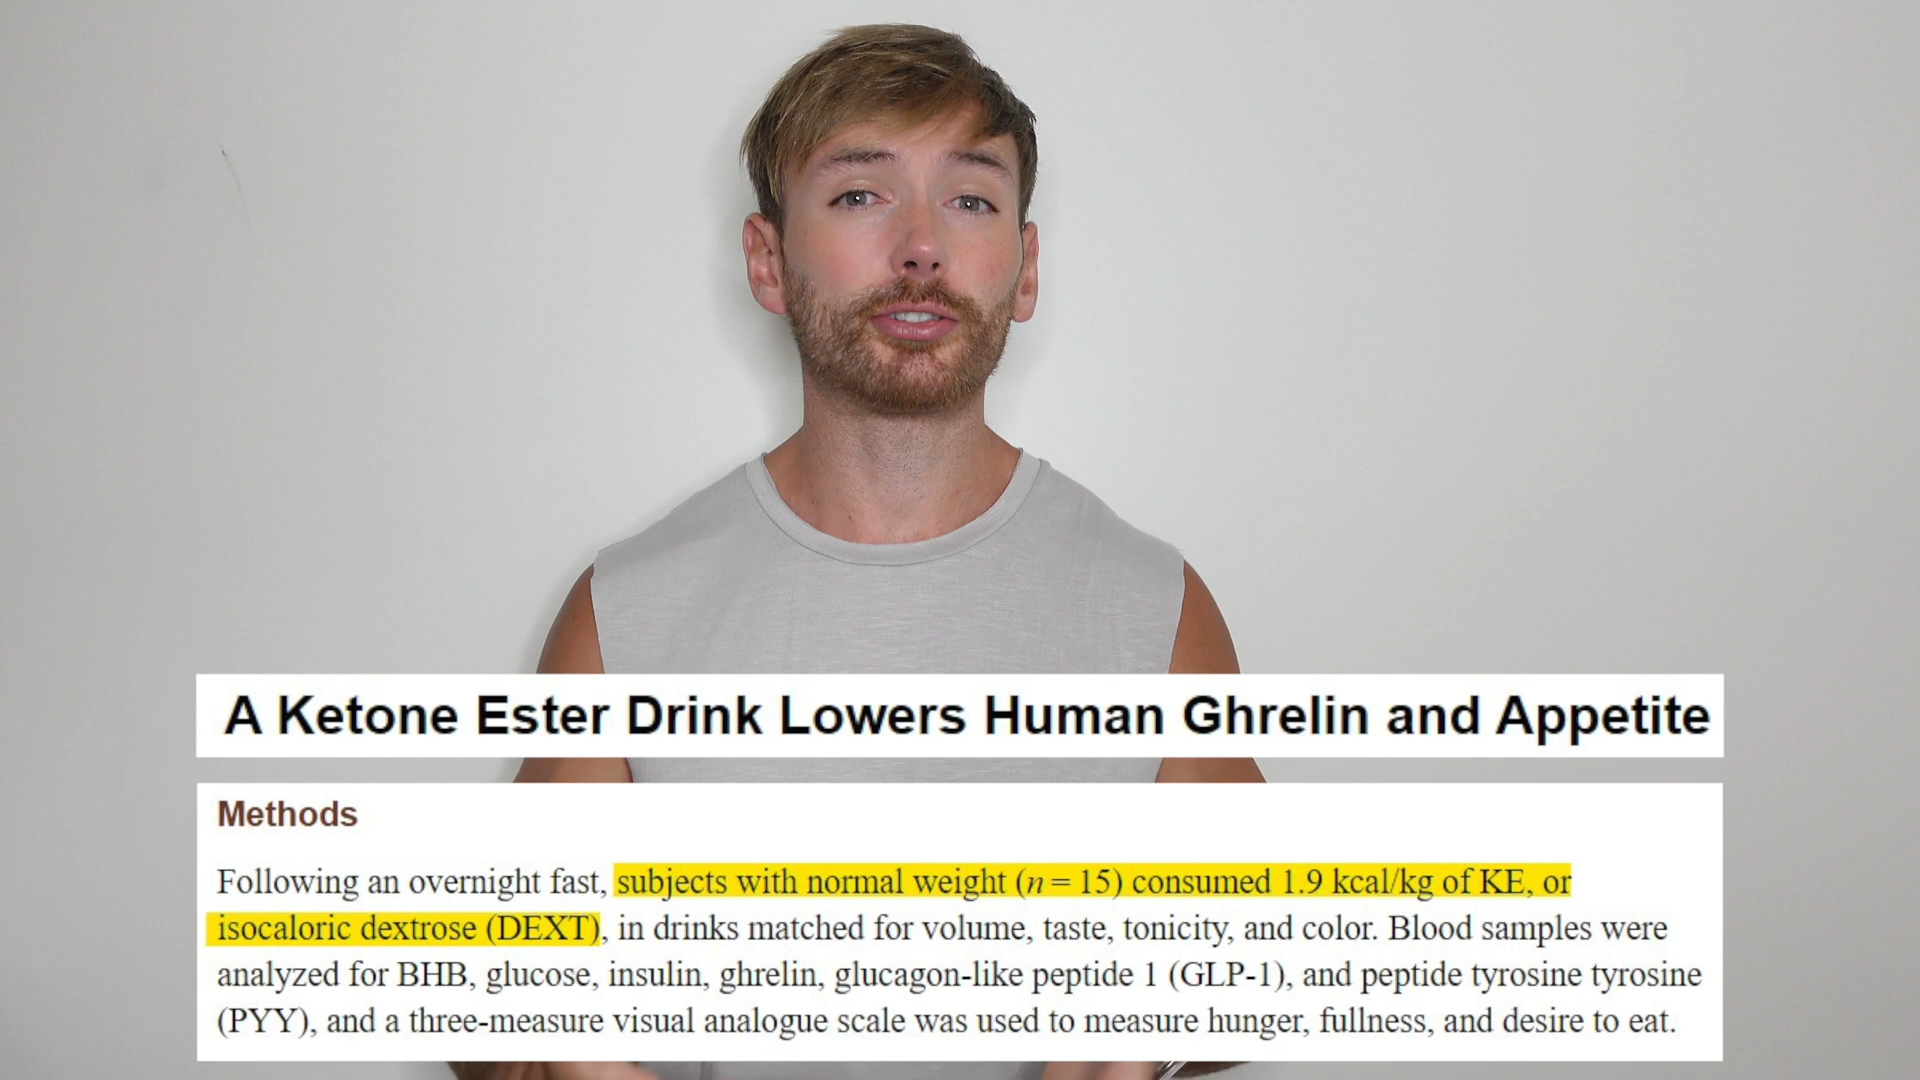 A Ketone Ester Drink Lowers Human Ghrelin and Appetite
Methods
Following an overnight fast, subjects with normal weight (n = 15) consumed 1.9 kcal/kg of KE, or
isocaloric dextrose (DEXT), in drinks matched for volume, taste, tonicity, and color. Blood samples were
analyzed for BHB, glucose, insulin, ghrelin, glucagon-like peptide 1 (GLP-1), and peptide tyrosine tyrosine
(PYY), and a three-measure visual analogue scale was used to measure hunger, fullness, and desire to eat.